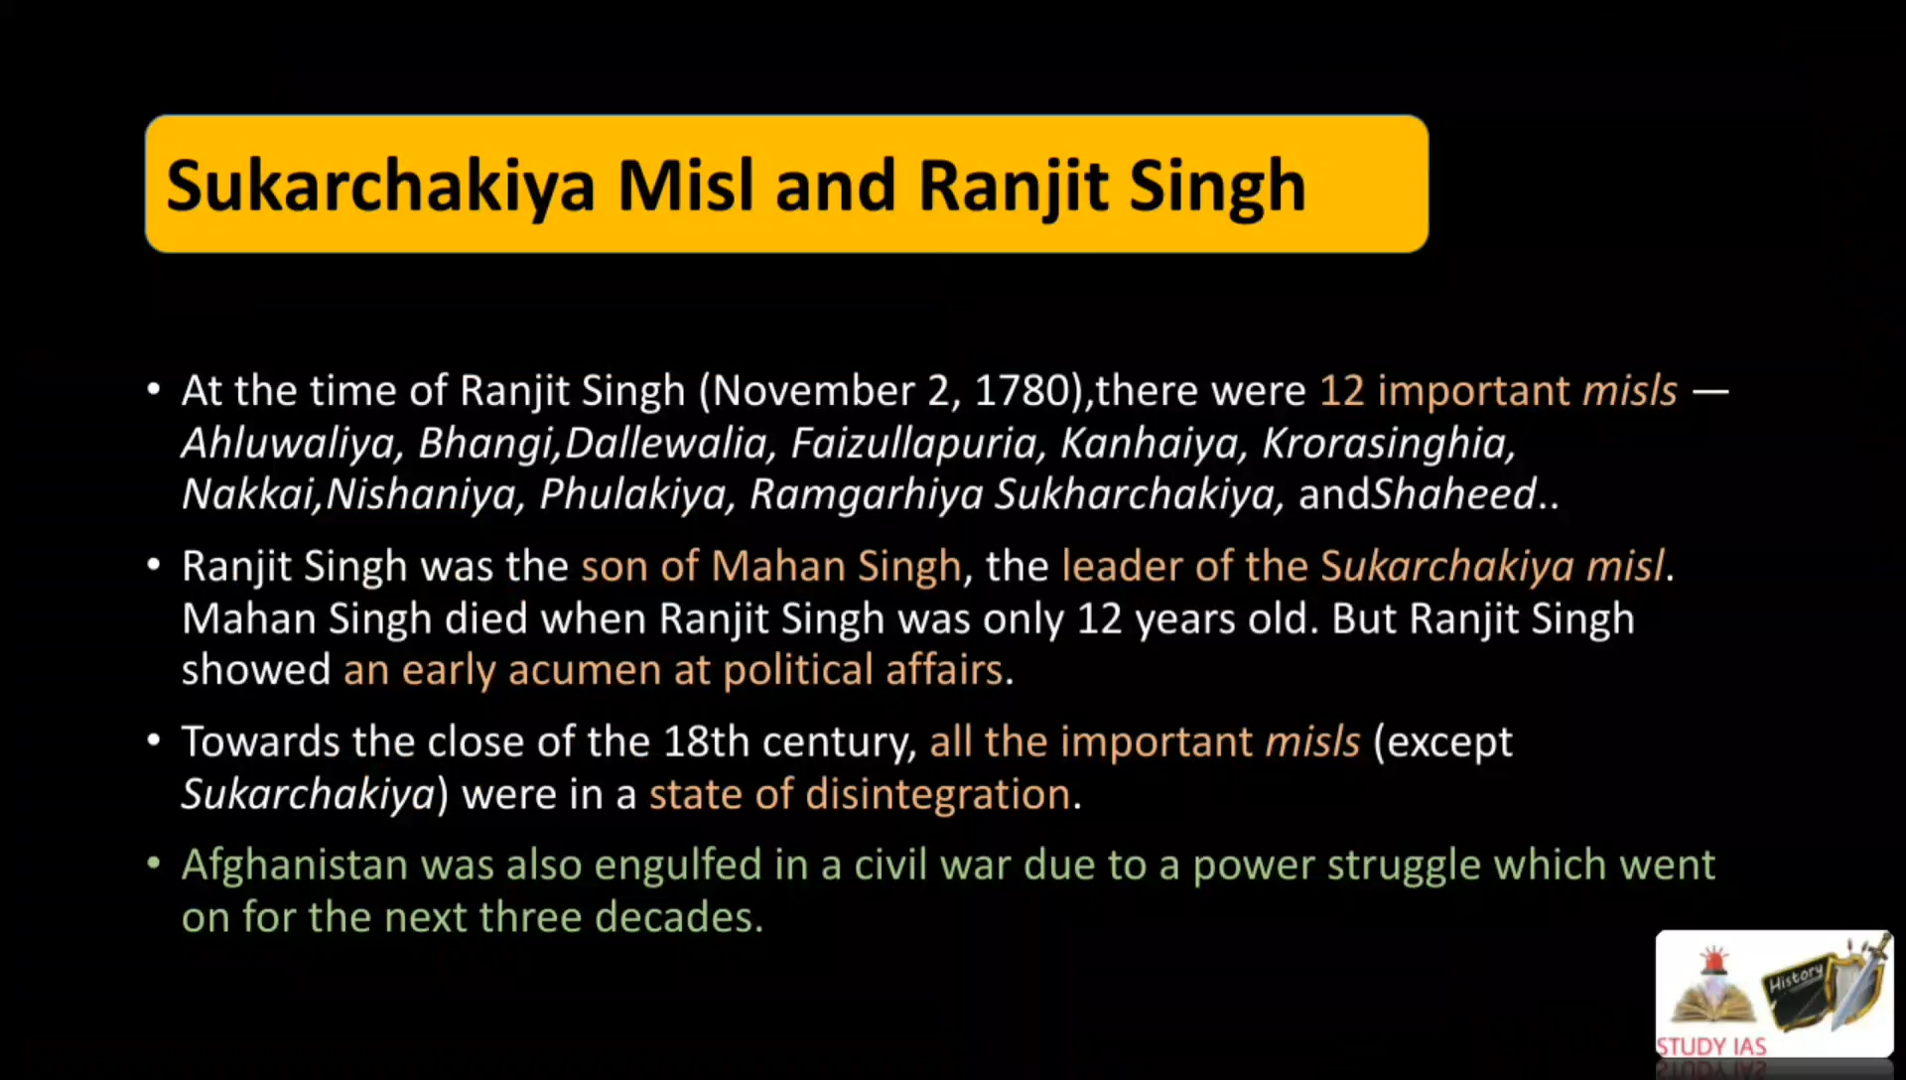 Sukarchakiya Misl and Ranjit Singh
• At the time of Ranjit Singh (November 2, 1780),there were 12 important misls —
Ahluwaliya, Bhangi,Dallewalia, Faizullapuria, Kanhaiya, Krorasinghia,
Nakkai,Nishaniya, Phulakiya, Ramgarhiya Sukharchakiya, andShaheed..
• Ranjit Singh was the son of Mahan Singh, the leader of the Sukarchakiya misl.
Mahan Singh died when Ranjit Singh was only 12 years old. But Ranjit Singh
showed an early acumen at political affairs.
• Towards the close of the 18th century, all the important misls (except
Sukarchakiya) were in a state of disintegration.
• Afghanistan was also engulfed in a civil war due to a power struggle which went
on for the next three decades.
History
STUDY IAS